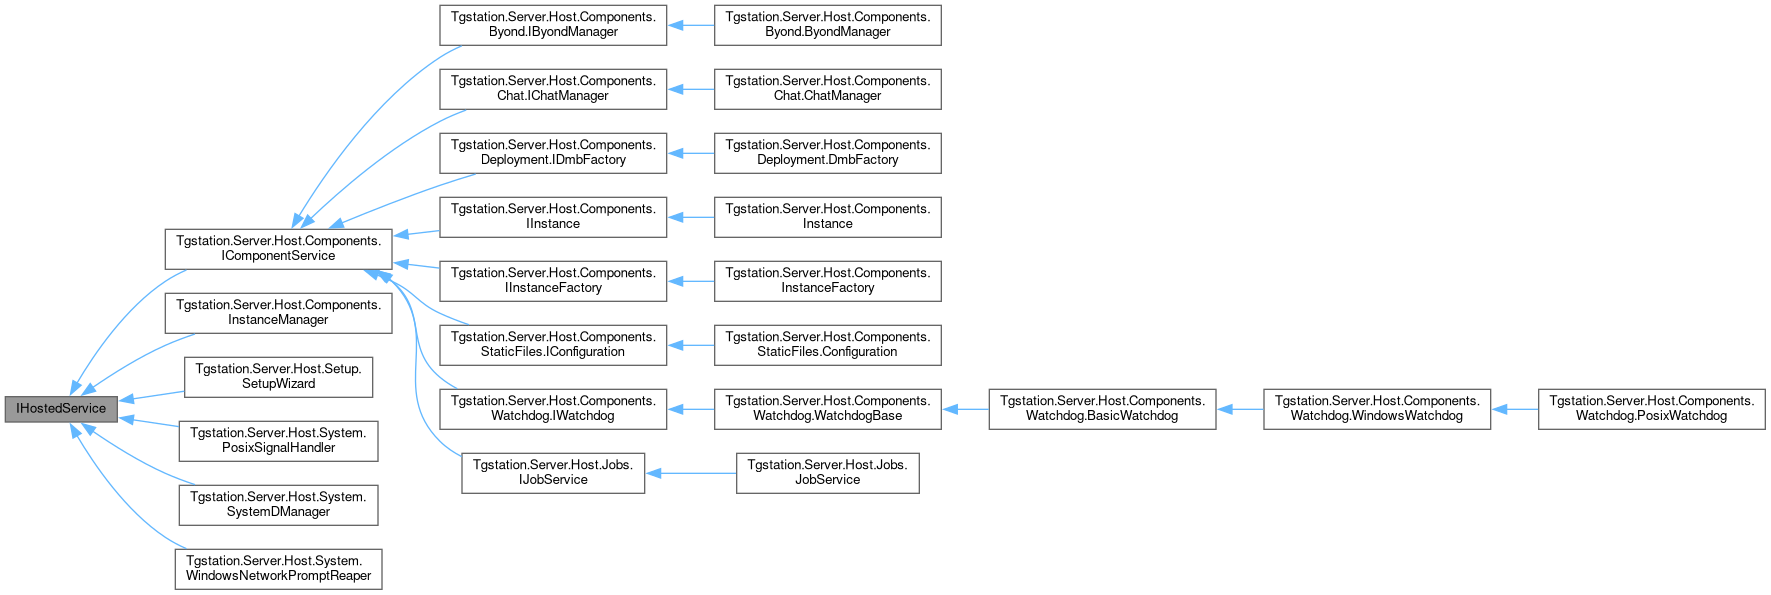 Tgstation.Server.Host.Components.
Byond.IByondManager
Tgstation.Server.Host.Components.
Byond.ByondManager
Tgstation.Server.Host.Components.
Chat.IChatManager
Tgstation.Server.Host.Components.
Chat.ChatManager
Tgstation.Server.Host.Components.
Deployment.IDmbFactory
Tgstation.Server.Host.Components.
Deployment.DmbFactory
Tgstation.Server.Host.Components.
IInstance
Tgstation.Server.Host.Components.
Instance
Tgstation.Server.Host.Components.
IComponentService
Tgstation.Server.Host.Components.
IInstanceFactory
Tgstation.Server.Host.Components.
InstanceFactory
Tgstation.Server.Host.Components.
InstanceManager
Tgstation.Server.Host.Components.
StaticFiles.IConfiguration
Tgstation.Server.Host.Components.
StaticFiles.Configuration
Tgstation.Server.Host.Setup.
SetupWizard
IHostedService
Tgstation.Server.Host.Components.
Watchdog.IWatchdog
Tgstation.Server.Host.Components.
Watchdog.WatchdogBase
Tgstation.Server.Host.Components.
Watchdog.BasicWatchdog
Tgstation.Server.Host.Components.
Watchdog.WindowsWatchdog
Tgstation.Server.Host.Components.
Watchdog.PosixWatchdog
Tgstation.Server.Host.System.
PosixSignalHandler
Tgstation.Server.Host.Jobs.
IJobService
Tgstation.Server.Host.Jobs.
JobService
Tgstation.Server.Host.System.
SystemDManager
Tgstation.Server.Host.System.
WindowsNetworkPromptReaper